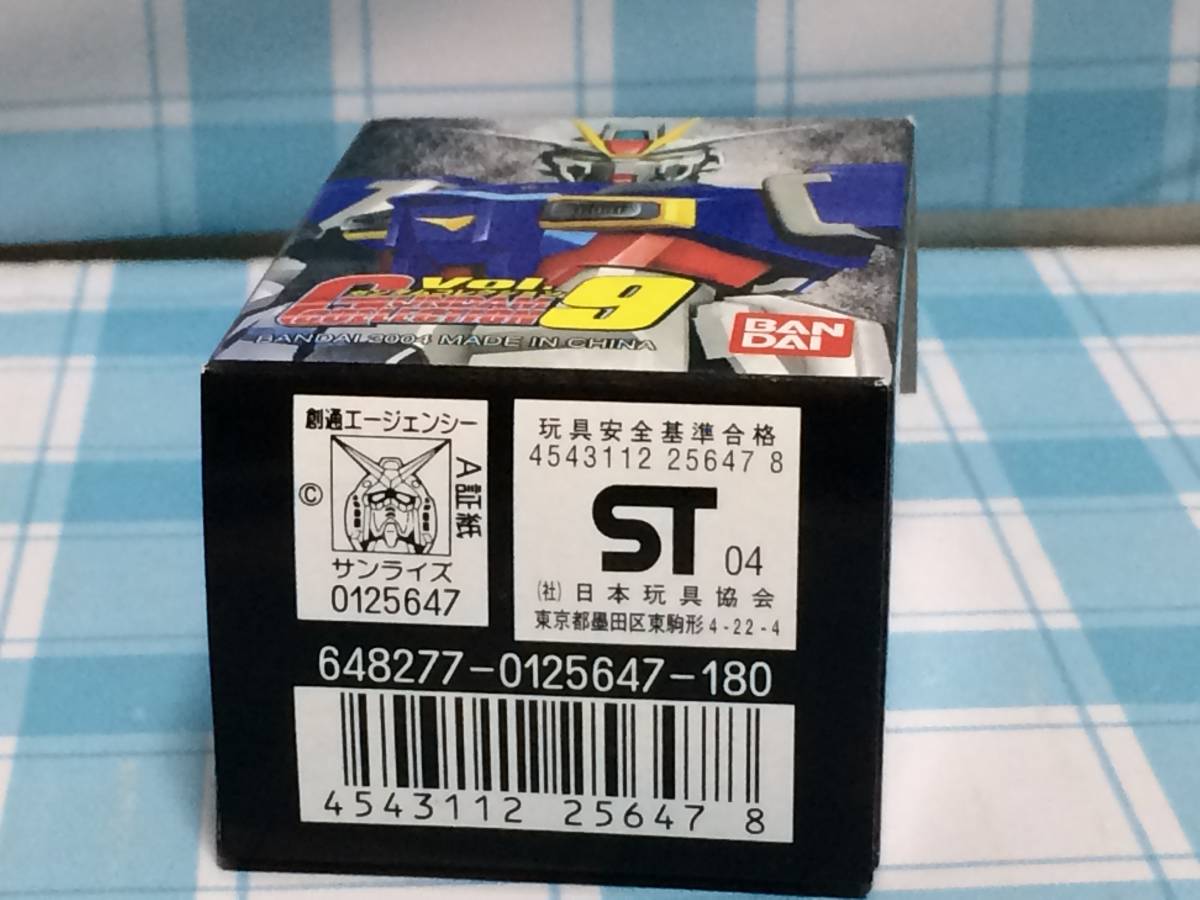 Vol.9
GUNDAM
COLLECTION
BANDAI 2004 MADE IN CHINA
BAN
DAI
創通エージェンシー
©
A証紙
サンライズ
0125647
玩具安全基準合格
4543112 25647 8
ST 04
(社)日本玩具協会
東京都墨田区東駒形4-22-4
648277-0125647-180
4543112 25647 8